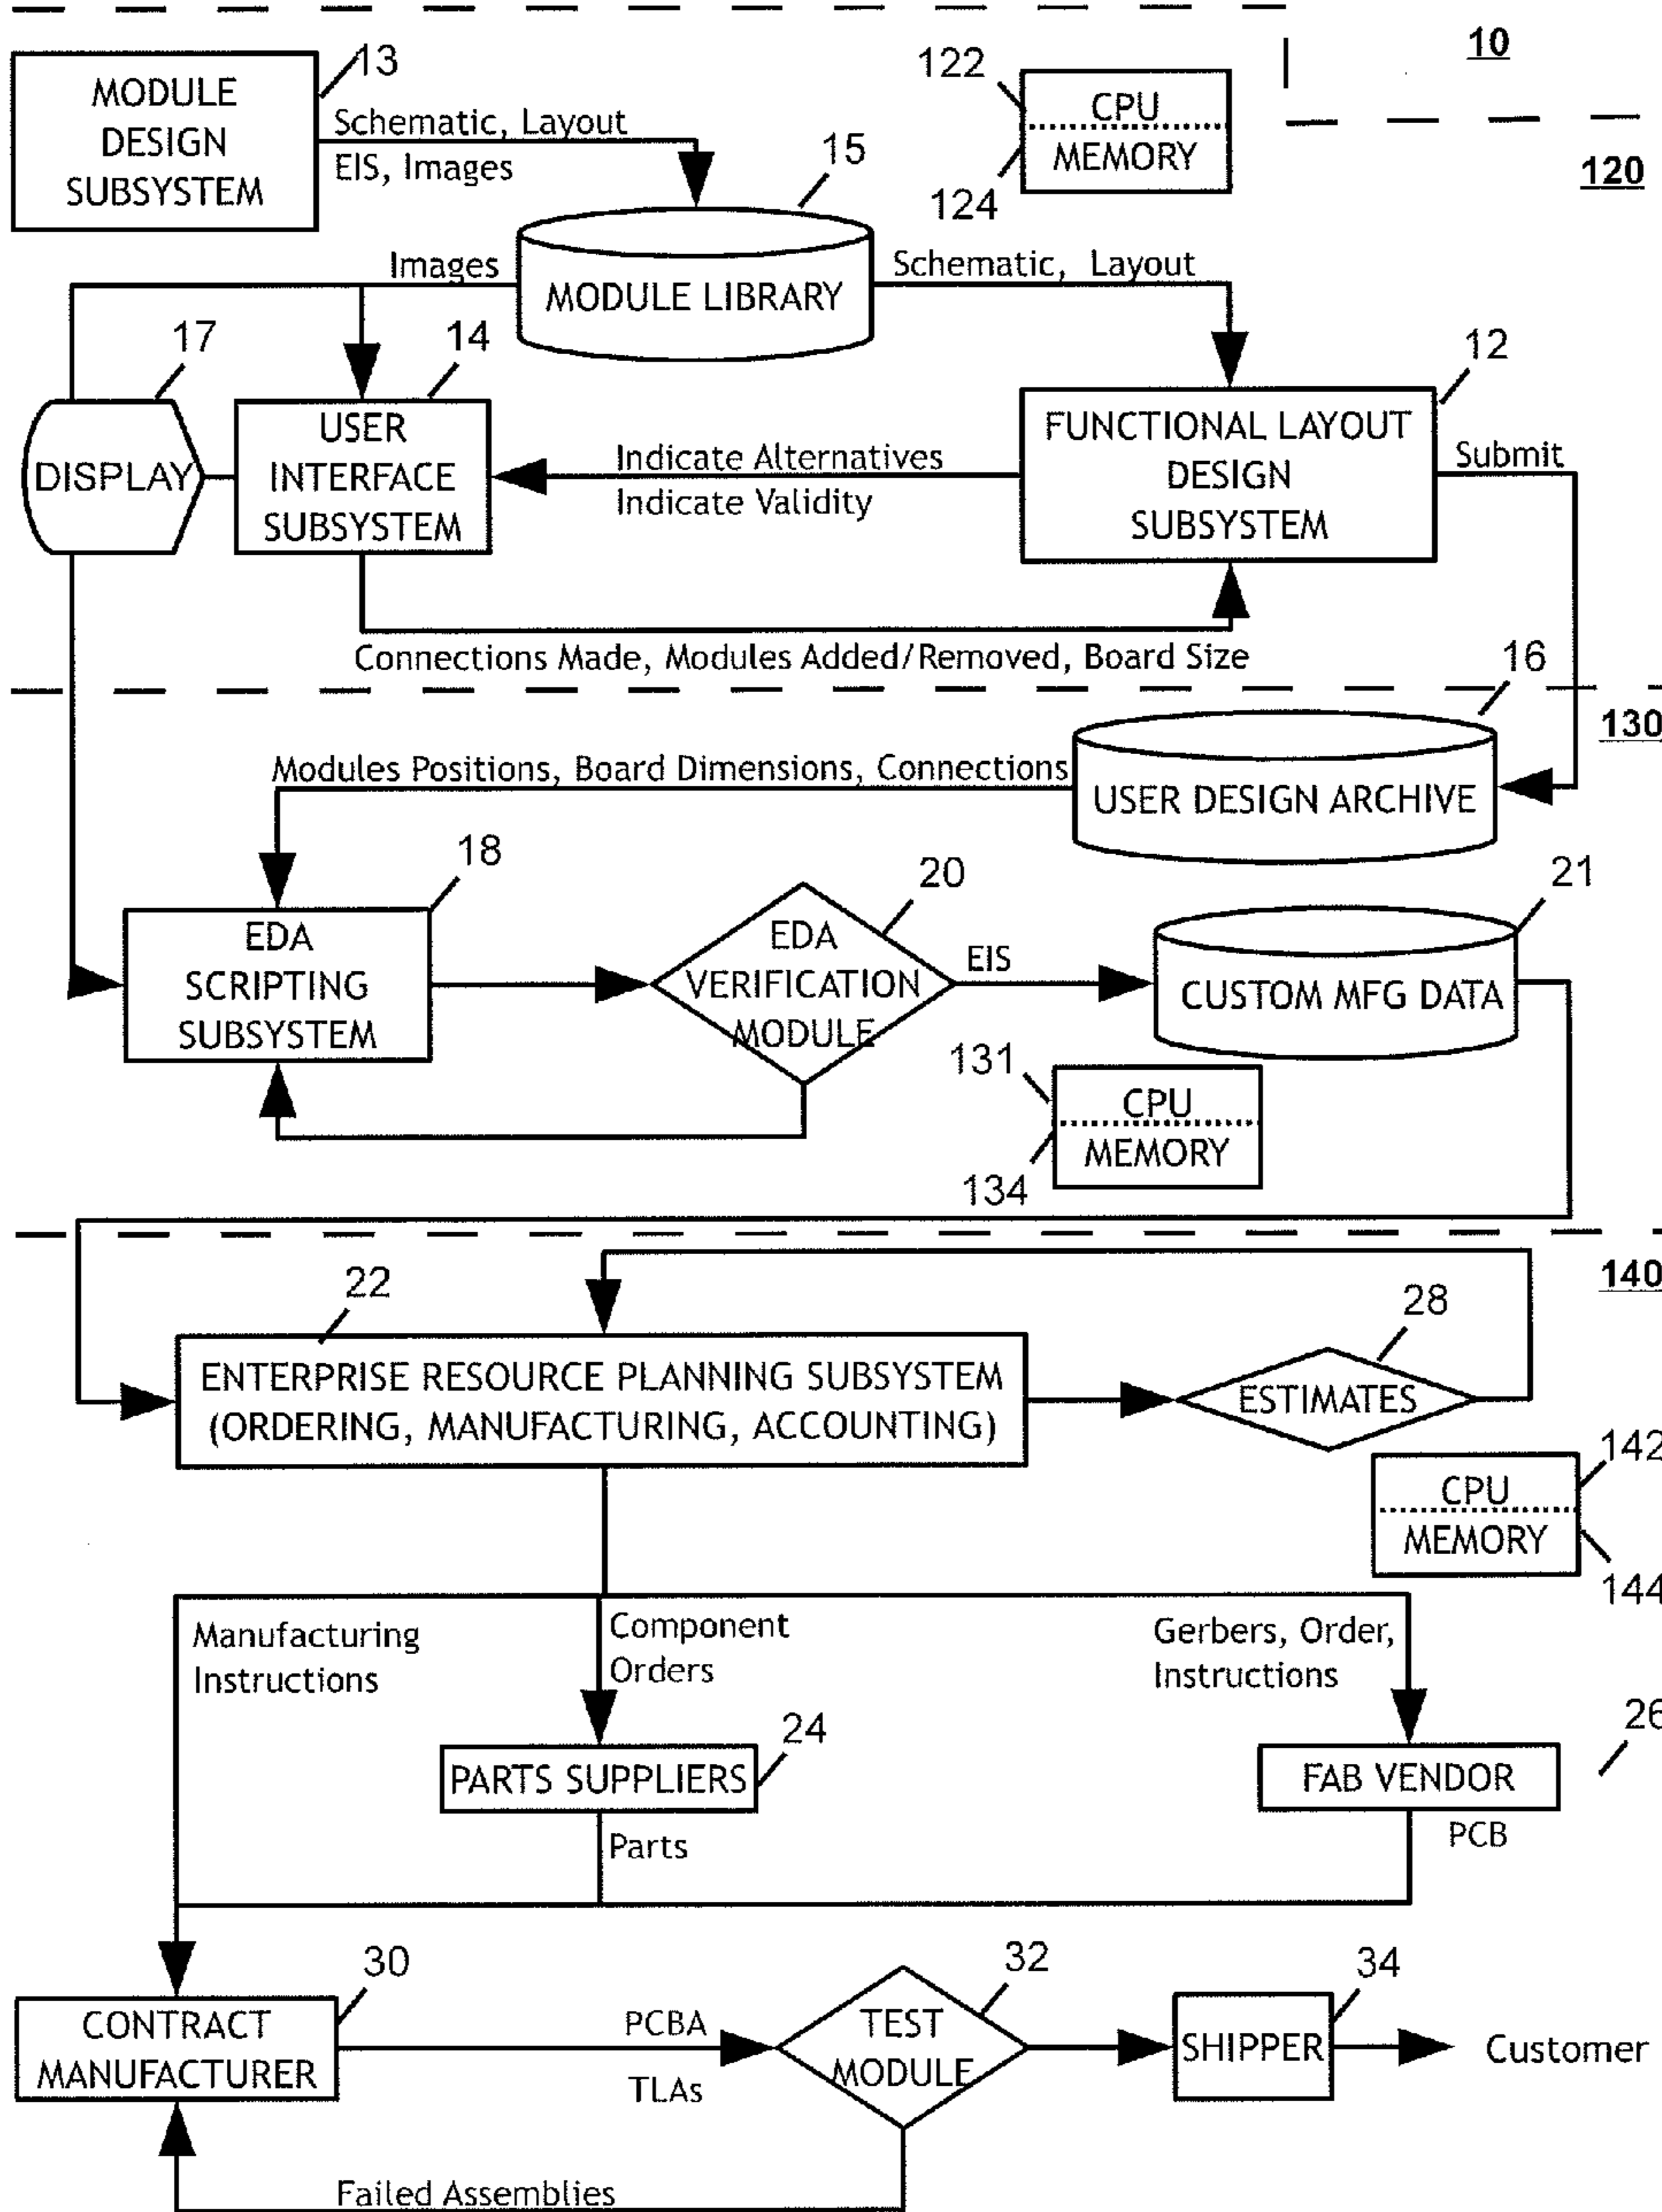 10
13
MODULE
DESIGN
SUBSYSTEM
Schematic, Layout
EIS, Images
122
CPU
MEMORY
124
120
15
MODULE LIBRARY
Images
Schematic, Layout
17
DISPLAY
14
USER
INTERFACE
SUBSYSTEM
Indicate Alternatives
Indicate Validity
12
FUNCTIONAL LAYOUT
DESIGN
SUBSYSTEM
Submit
Connections Made, Modules Added/Removed, Board Size
16
130
Modules Positions, Board Dimensions, Connections
USER DESIGN ARCHIVE
18
EDA
SCRIPTING
SUBSYSTEM
20
EDA
VERIFICATION
MODULE
EIS
21
CUSTOM MFG DATA
131
CPU
MEMORY
134
140
22
ENTERPRISE RESOURCE PLANNING SUBSYSTEM
(ORDERING, MANUFACTURING, ACCOUNTING)
28
ESTIMATES
142
CPU
MEMORY
144
Manufacturing
Instructions
Component
Orders
Gerbers, Order,
Instructions
24
PARTS SUPPLIERS
26
FAB VENDOR
Parts
PCB
30
CONTRACT
MANUFACTURER
PCBA
TLAs
32
TEST
MODULE
34
SHIPPER
Customer
Failed Assemblies